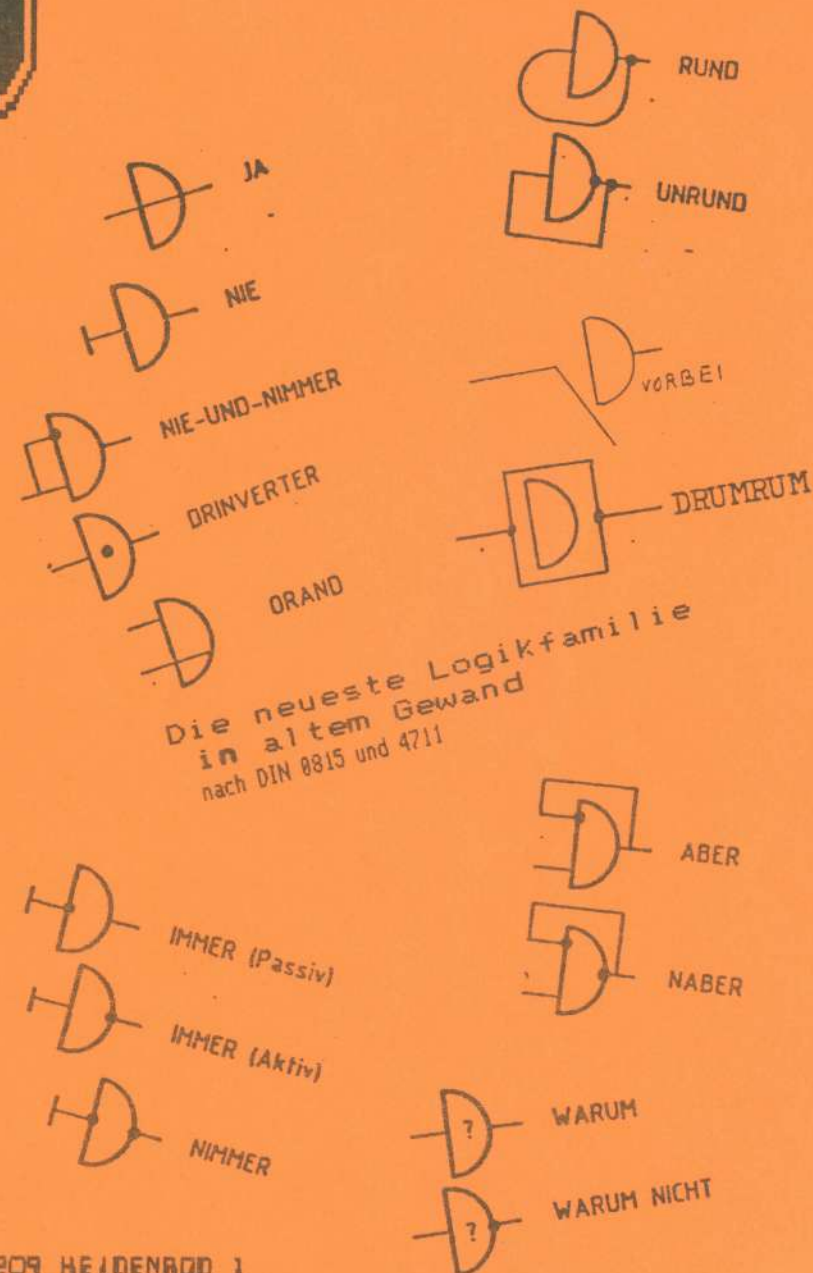 RUND
UNRUND
JA
NIE
NIE-UND-NIMMER
DRINVERTER
ORAND
VORBEI
DRUMRUM
Die neueste Logikfamilie
in altem Gewand
nach DIN 0815 und 4711
ABER
NABER
IMMER (Passiv)
IMMER (Aktiv)
NIMMER
?
WARUM
?
WARUM NICHT